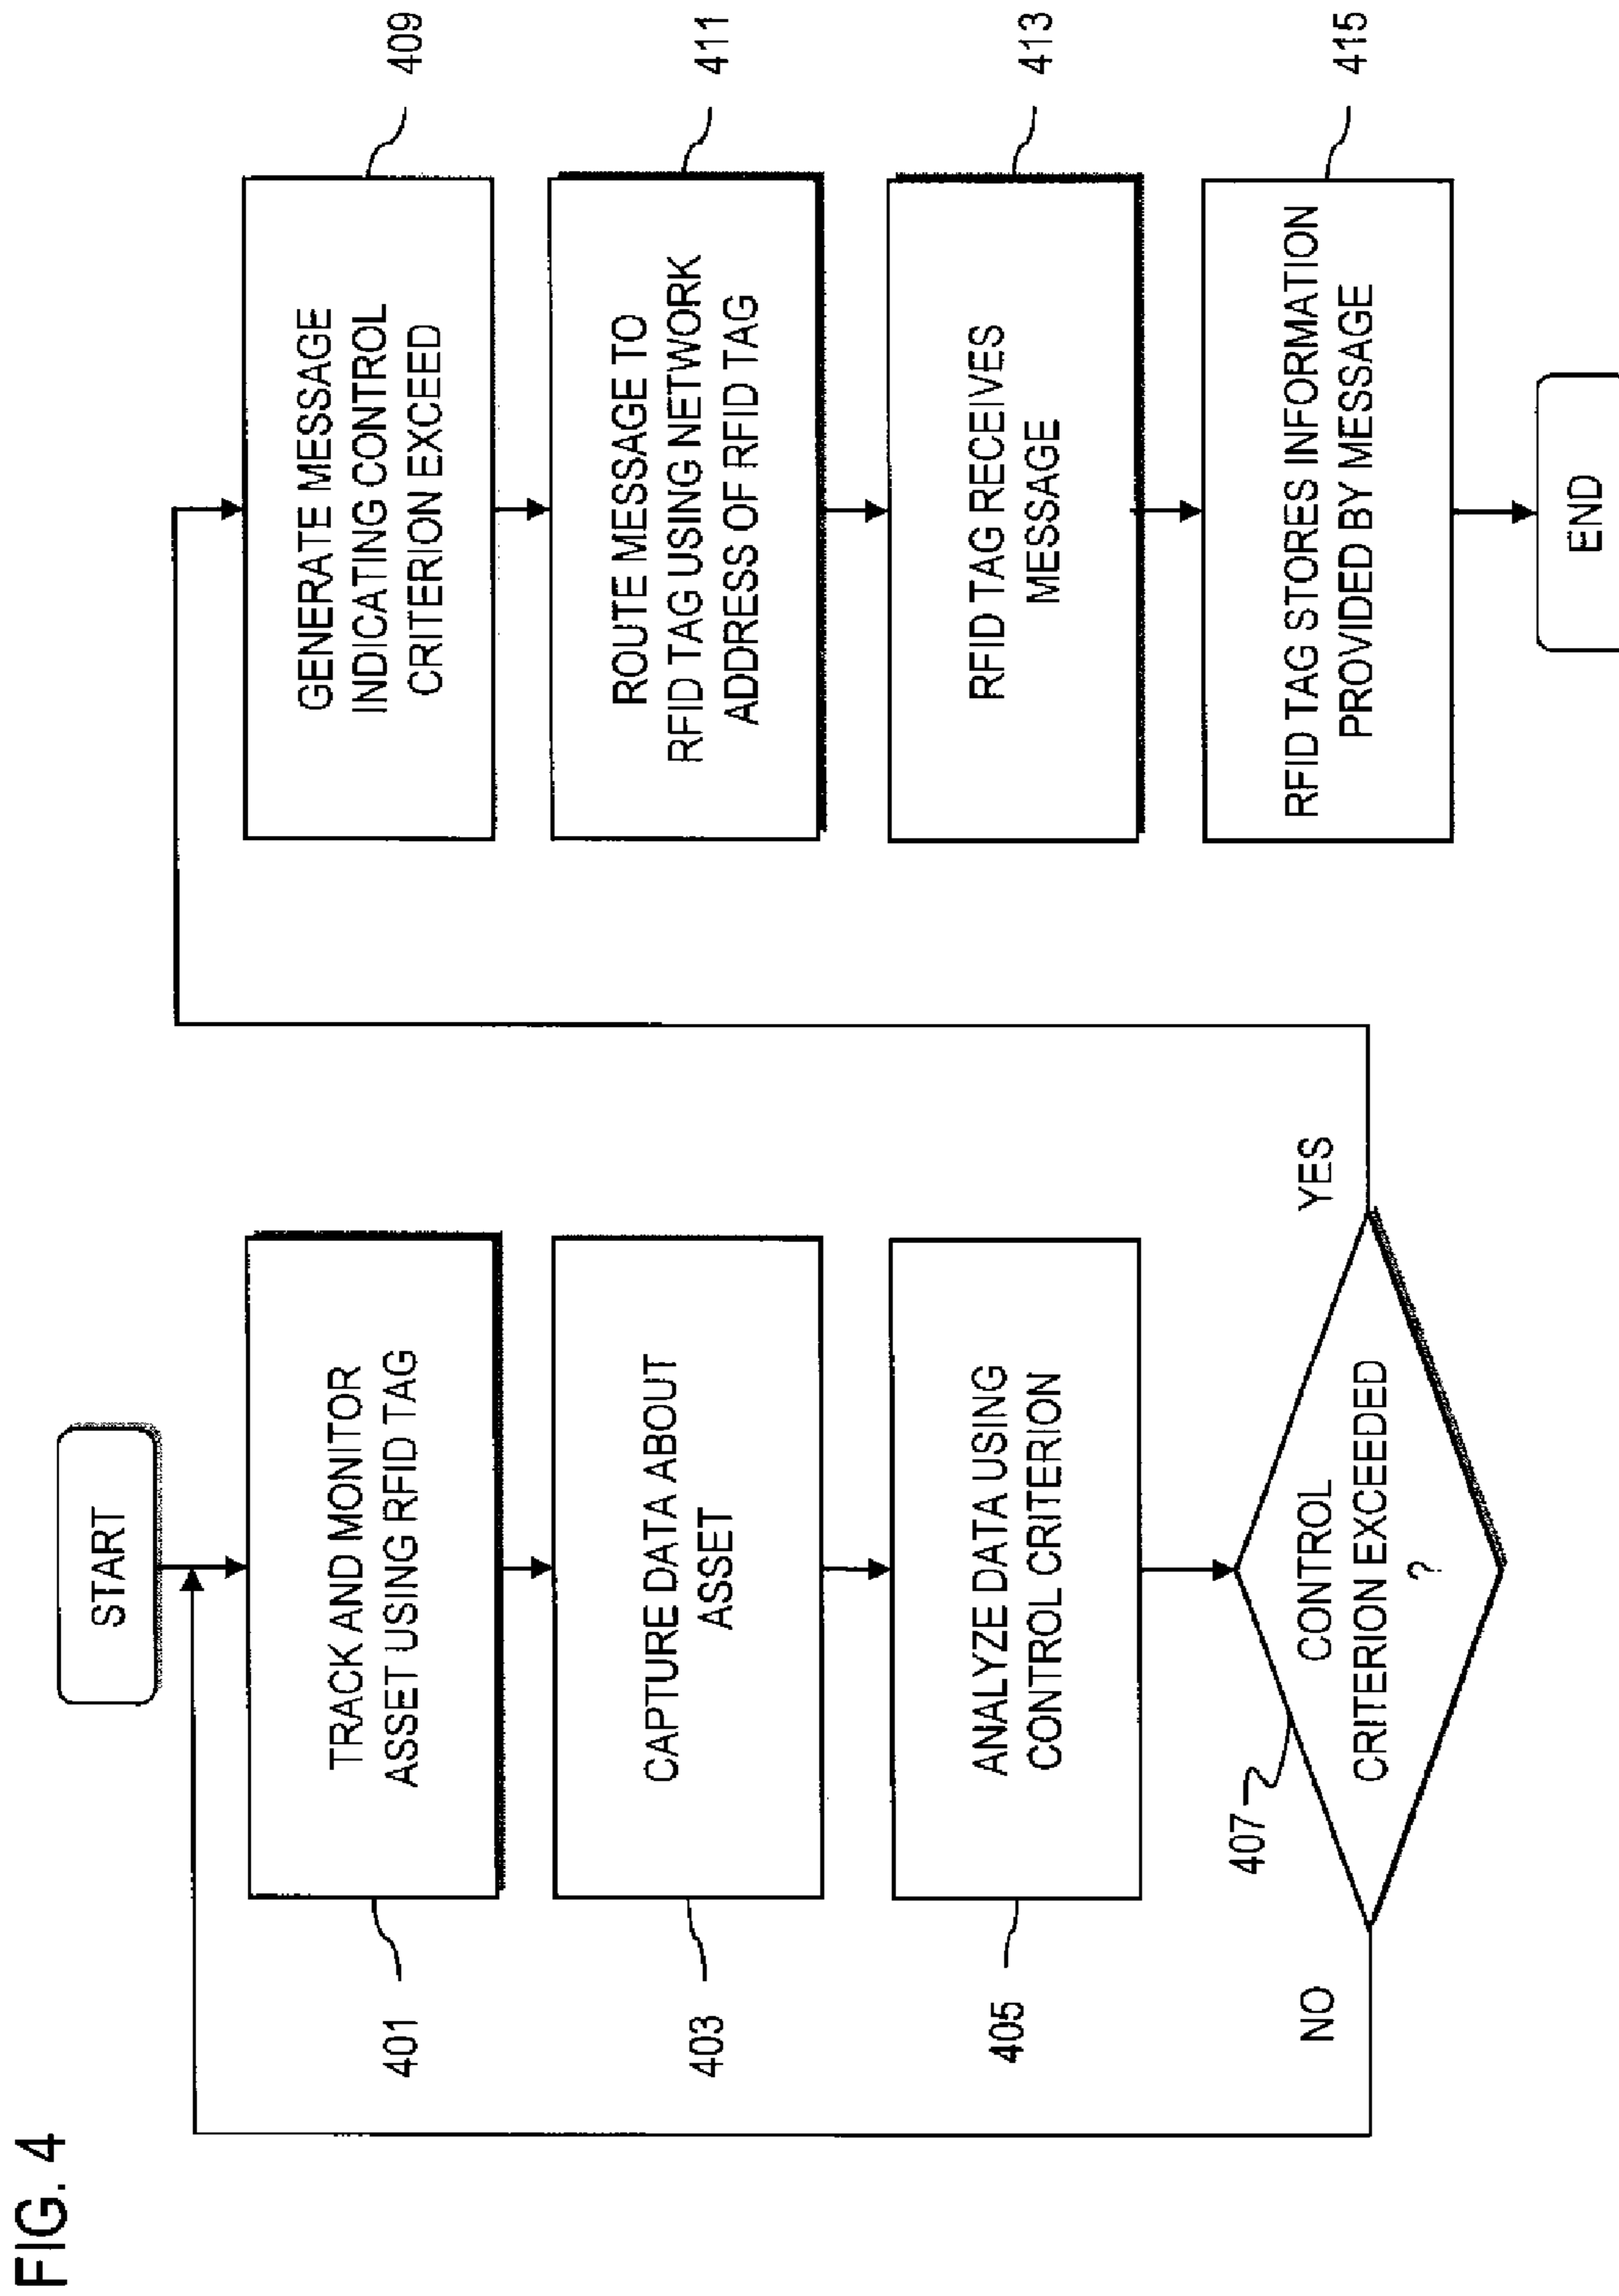 FIG. 4
START
TRACK AND MONITOR
ASSET USING RFID TAG
401
CAPTURE DATA ABOUT
ASSET
403
ANALYZE DATA USING
CONTROL CRITERION
405
CONTROL
CRITERION EXCEEDED
?
407
NO
YES
GENERATE MESSAGE
INDICATING CONTROL
CRITERION EXCEED
409
ROUTE MESSAGE TO
RFID TAG USING NETWORK
ADDRESS OF RFID TAG
411
RFID TAG RECEIVES
MESSAGE
413
RFID TAG STORES INFORMATION
PROVIDED BY MESSAGE
415
END